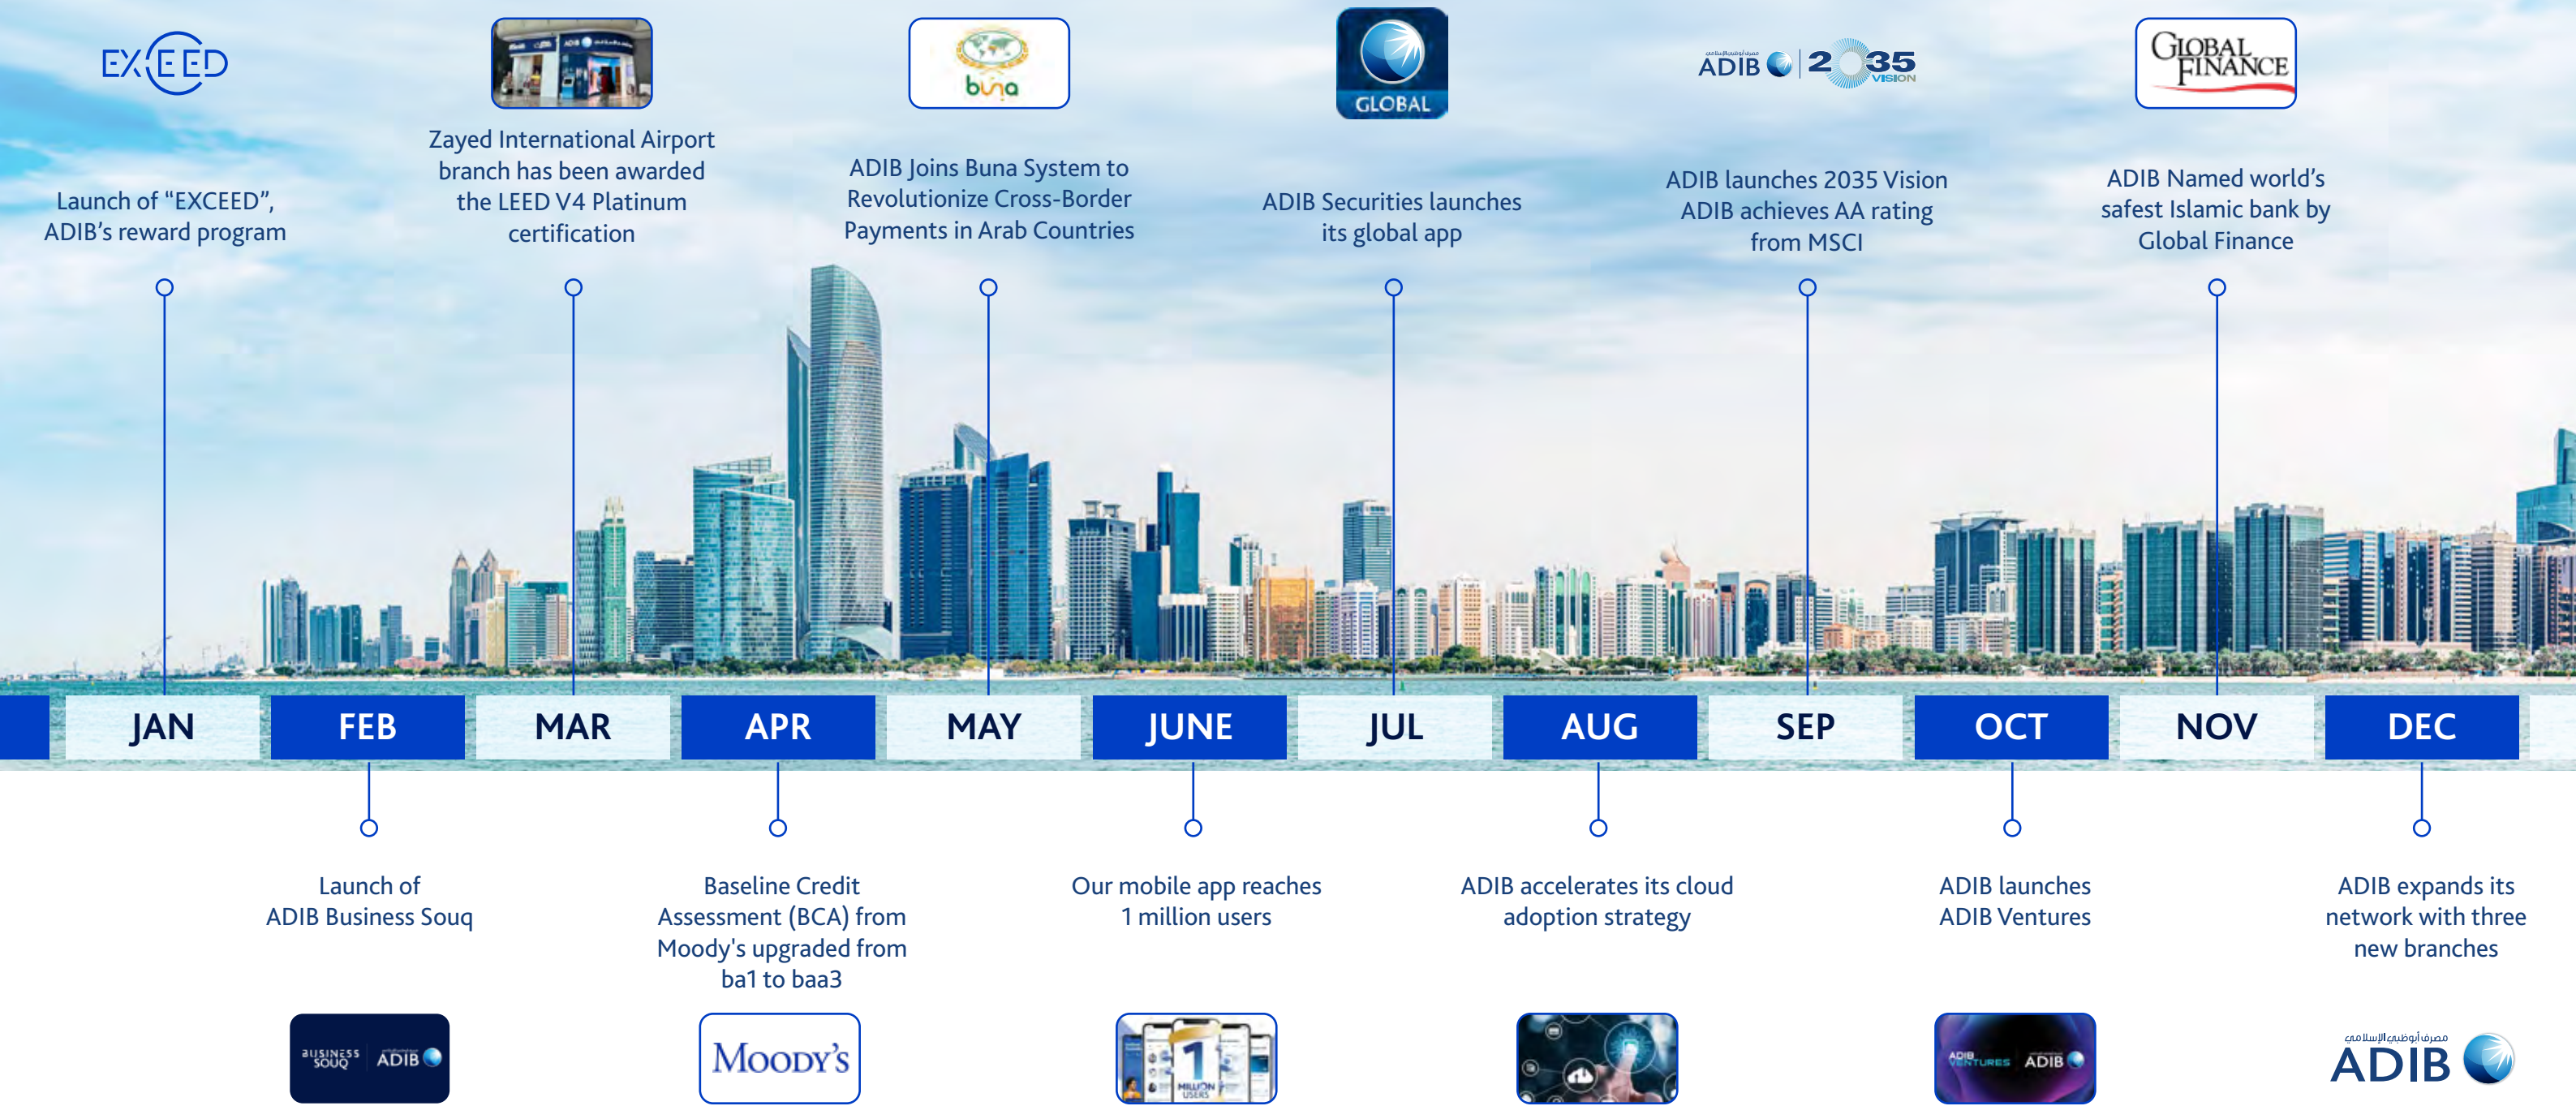 EXCEED
GLOBAL
مصرف أبوظبي الإسلامي
ADIB
2035
VISION
GLOBAL
FINANCE
buna
Launch of “EXCEED”,
ADIB’s reward program
Zayed International Airport
branch has been awarded
the LEED V4 Platinum
certification
ADIB Joins Buna System to
Revolutionize Cross-Border
Payments in Arab Countries
ADIB Securities launches
its global app
ADIB launches 2035 Vision
ADIB achieves AA rating
from MSCI
ADIB Named world’s
safest Islamic bank by
Global Finance
JAN
FEB
MAR
APR
MAY
JUNE
JUL
AUG
SEP
OCT
NOV
DEC
Launch of
ADIB Business Souq
Baseline Credit
Assessment (BCA) from
Moody's upgraded from
ba1 to baa3
Our mobile app reaches
1 million users
ADIB accelerates its cloud
adoption strategy
ADIB launches
ADIB Ventures
ADIB expands its
network with three
new branches
BUSINESS
SOUQ
ADIB
MOODY'S
1
MILLION
USERS
ADIB
VENTURES
ADIB
مصرف أبوظبي الإسلامي
ADIB